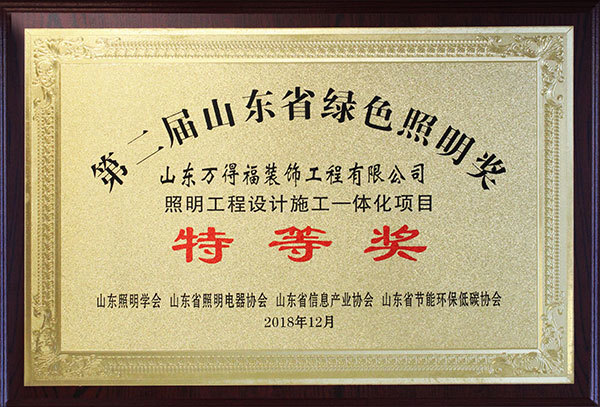 第二届山东省绿色照明奖
山东万得福装饰工程有限公司
照明工程设计施工一体化项目
特等奖
山东照明学会 山东省照明电器协会 山东省信息产业协会 山东省节能环保低碳协会
2018年12月